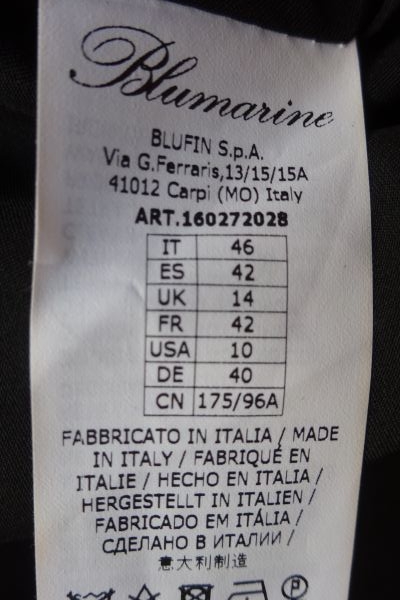 Blumarine
BLUFIN S.p.A.
Via G.Ferraris,13/15/15A
41012 Carpi (MO) Italy
ART.160272028
IT 46
ES 42
UK 14
FR 42
USA 10
DE 40
CN 175/96A
FABBRICATO IN ITALIA / MADE
IN ITALY / FABRIQUÉ EN
ITALIE / HECHO EN ITALIA /
HERGESTELLT IN ITALIEN /
FABRICADO EM ITÁLIA /
СДЕЛАНО В ИТАЛИИ /
意大利制造
P